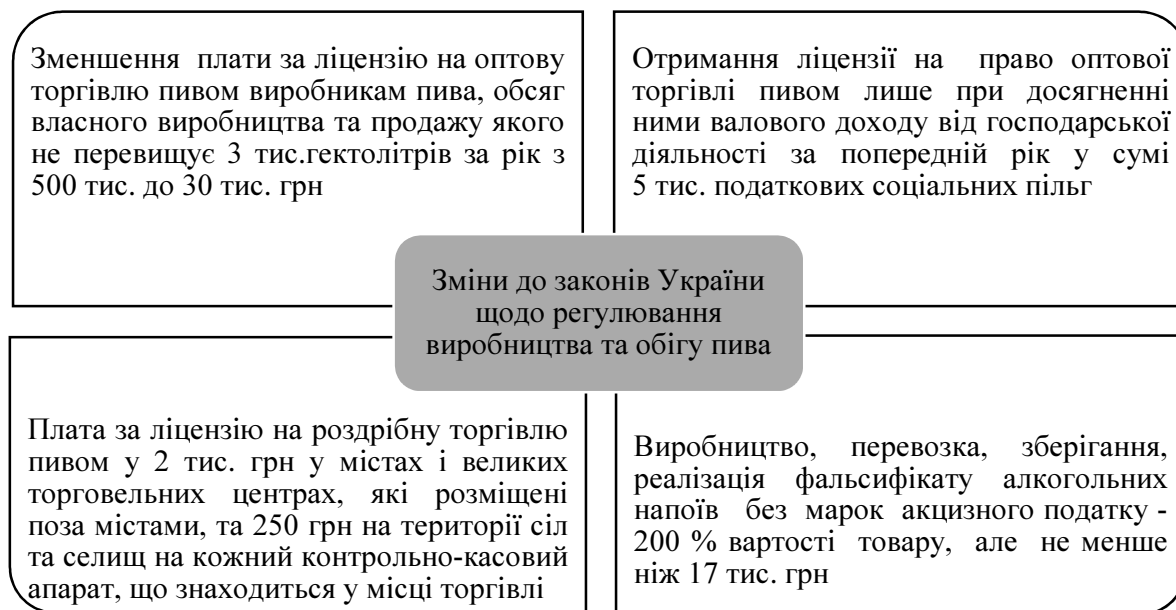 Зменшення плати за ліцензію на оптову
торгівлю пивом виробникам пива, обсяг
власного виробництва та продажу якого
не перевищує 3 тис.гектолітрів за рік з
500 тис. до 30 тис. грн
Отримання ліцензії на право оптової
торгівлі пивом лише при досягненні
ними валового доходу від господарської
діяльності за попередній рік у сумі
5 тис. податкових соціальних пільг
Зміни до законів України
щодо регулювання
виробництва та обігу пива
Плата за ліцензію на роздрібну торгівлю
пивом у 2 тис. грн у містах і великих
торговельних центрах, які розміщені
поза містами, та 250 грн на території сіл
та селищ на кожний контрольно-касовий
апарат, що знаходиться у місці торгівлі
Виробництво, перевозка, зберігання,
реалізація фальсифікату алкогольних
напоїв без марок акцизного податку -
200 % вартості товару, але не менше
ніж 17 тис. грн